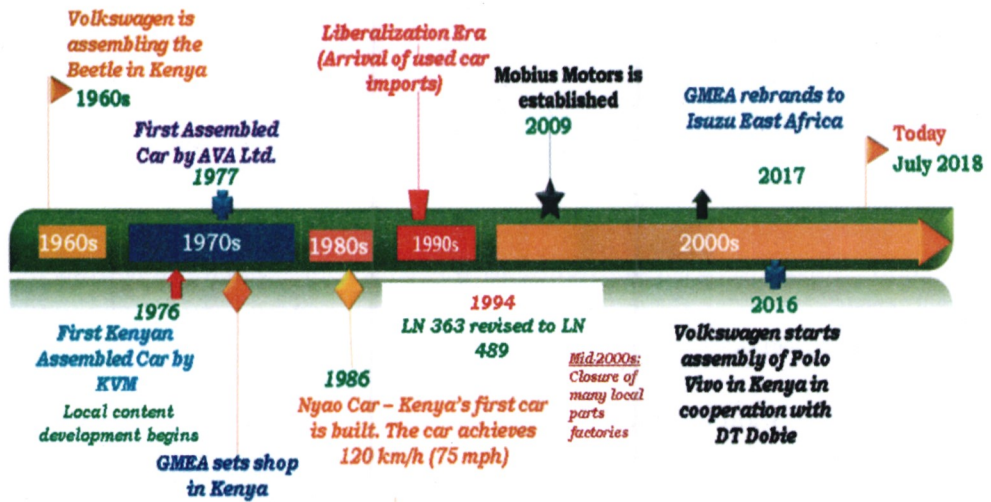 Volkswagen is
assembling the
Beetle in Kenya
1960s
First Assembled
Car by AVA Ltd.
1977
Liberalization Era
(Arrival of used car
imports)
Mobius Motors is
established
2009
GMEA rebrands to
Isuzu East Africa
2017
Today
July 2018
1960s
1970s
1980s
1990s
2000s
1976
First Kenyan
Assembled Car by
KVM
Local content
development begins
GMEA sets shop
in Kenya
1986
Nyao Car – Kenya's first car
is built. The car achieves
120 km/h (75 mph)
1994
LN 363 revised to LN
489
Mid2000s:
Closure of
many local
parts
factories
2016
Volkswagen starts
assembly of Polo
Vivo in Kenya in
cooperation with
DT Dobie